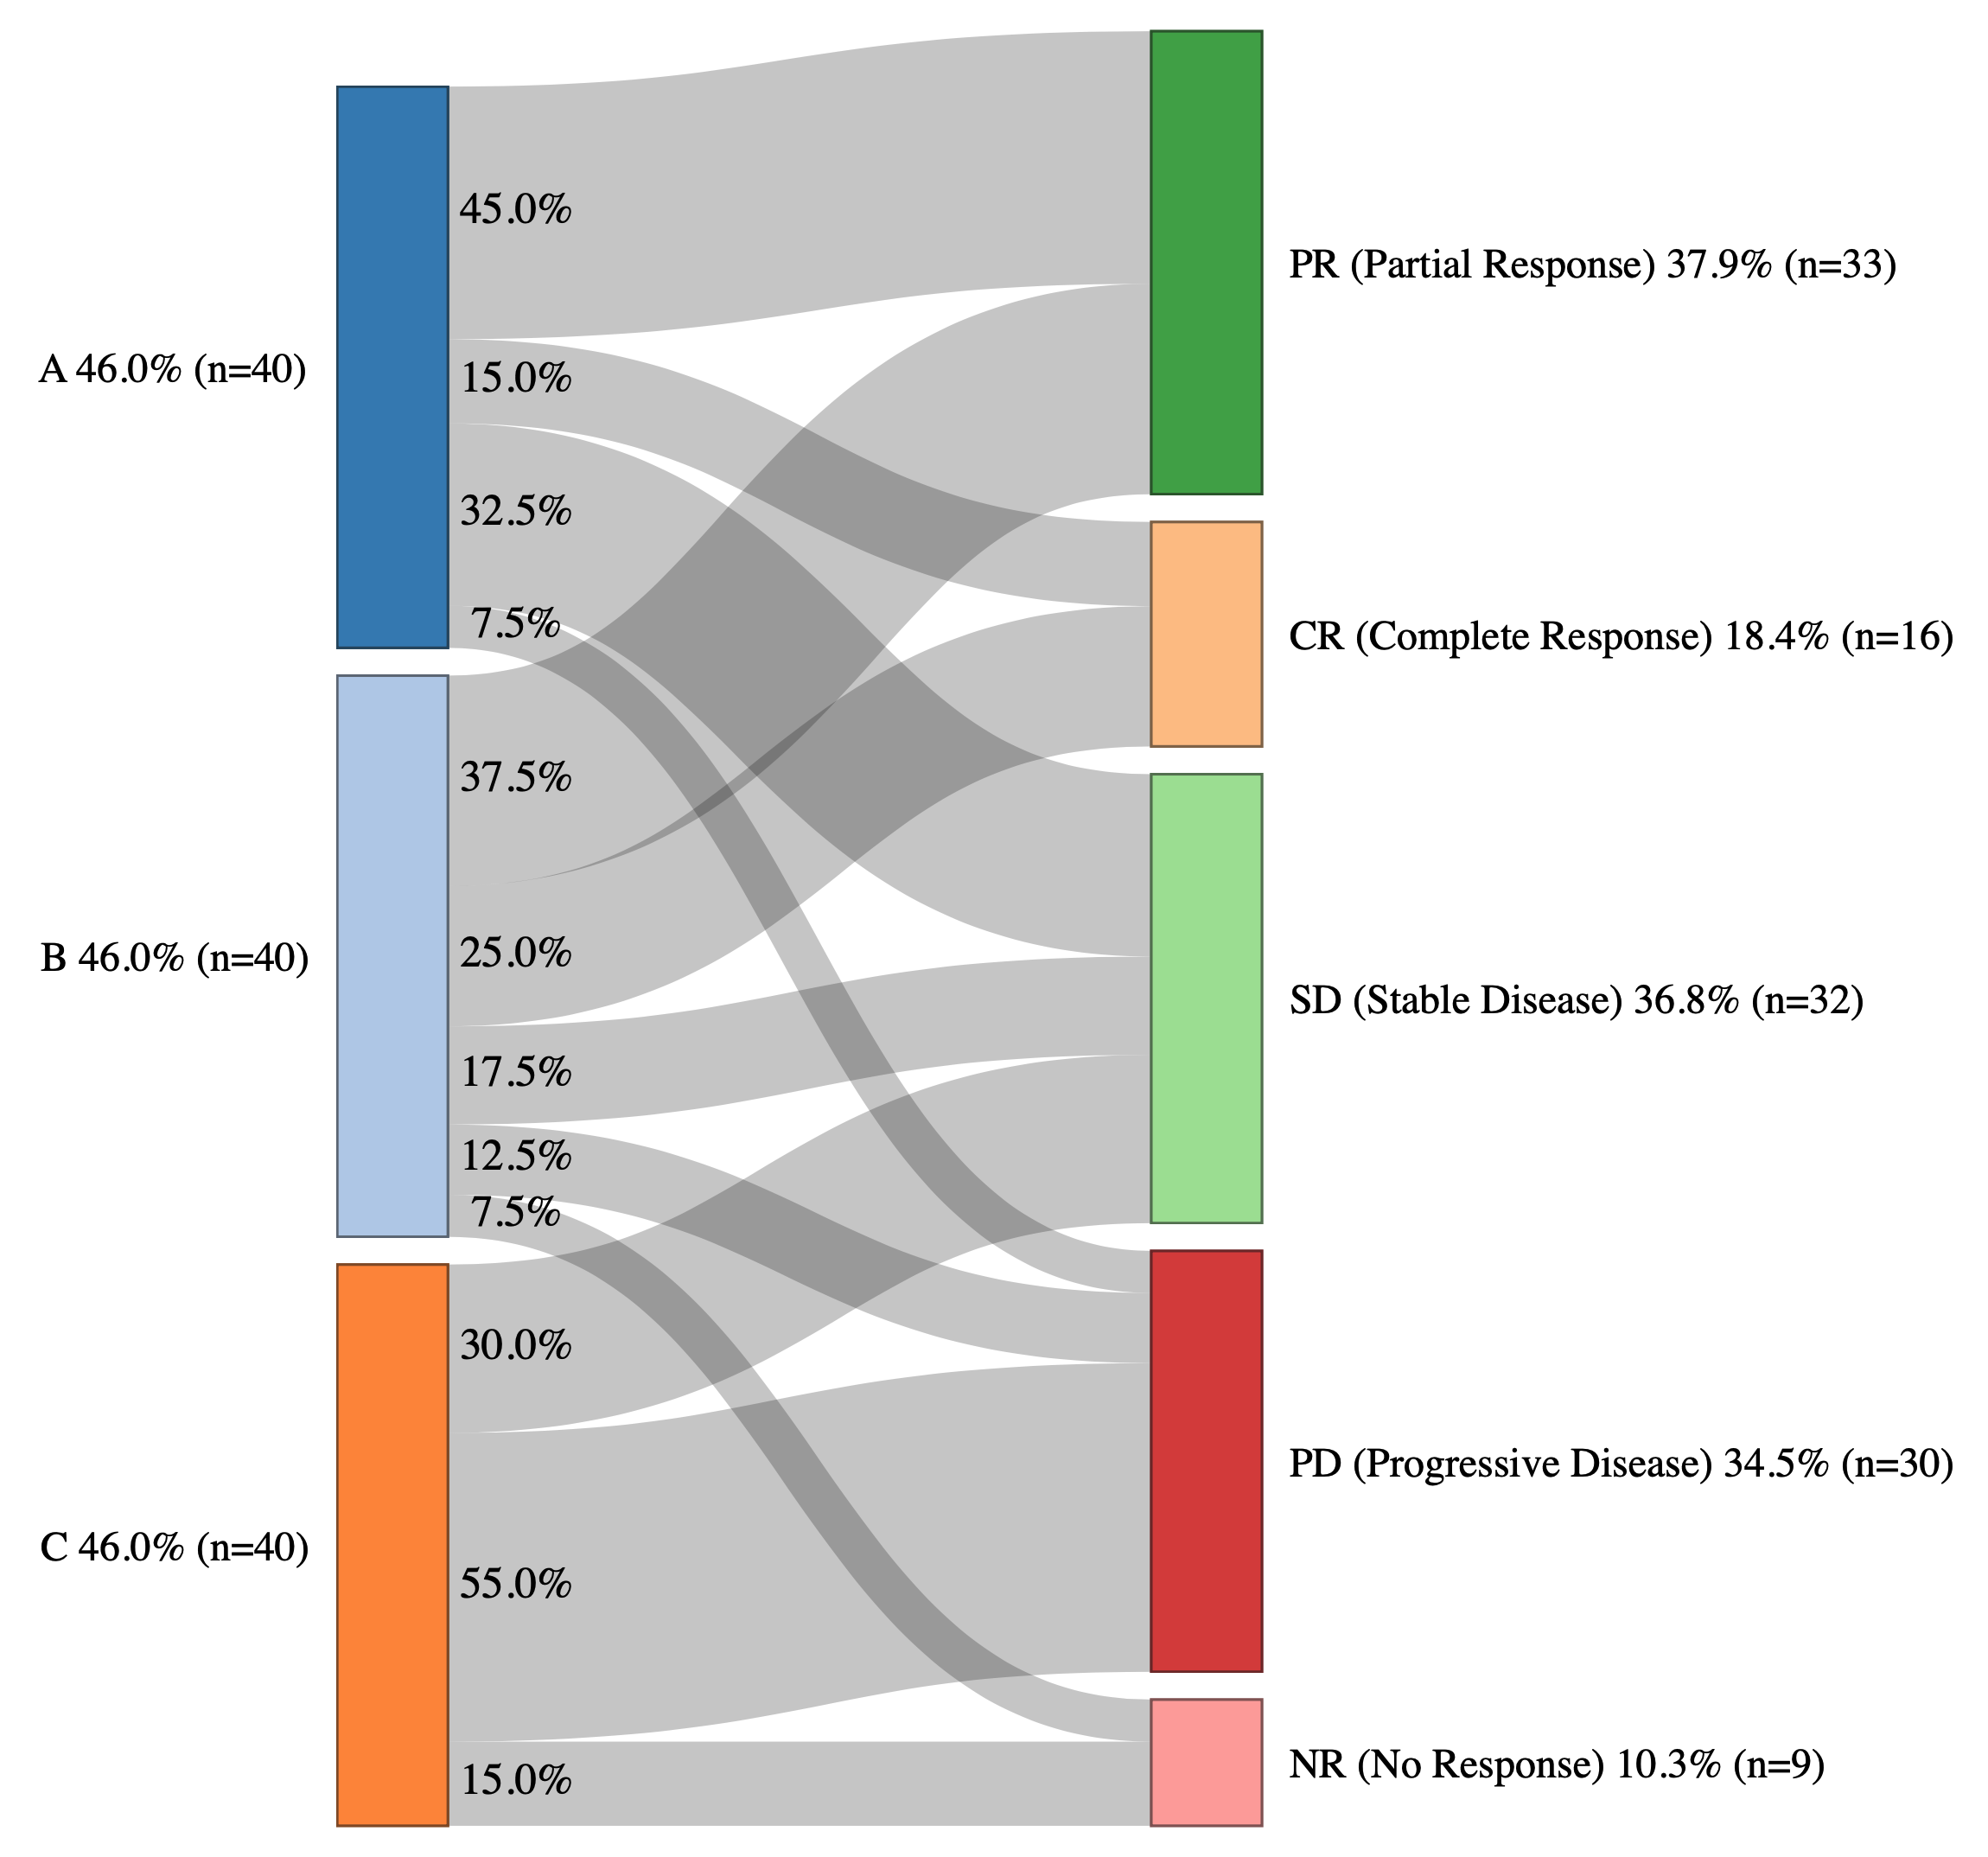 A 46.0% (n=40)
45.0%
15.0%
32.5%
7.5%
B 46.0% (n=40)
37.5%
25.0%
17.5%
12.5%
7.5%
C 46.0% (n=40)
30.0%
55.0%
15.0%
PR (Partial Response) 37.9% (n=33)
CR (Complete Response) 18.4% (n=16)
SD (Stable Disease) 36.8% (n=32)
PD (Progressive Disease) 34.5% (n=30)
NR (No Response) 10.3% (n=9)